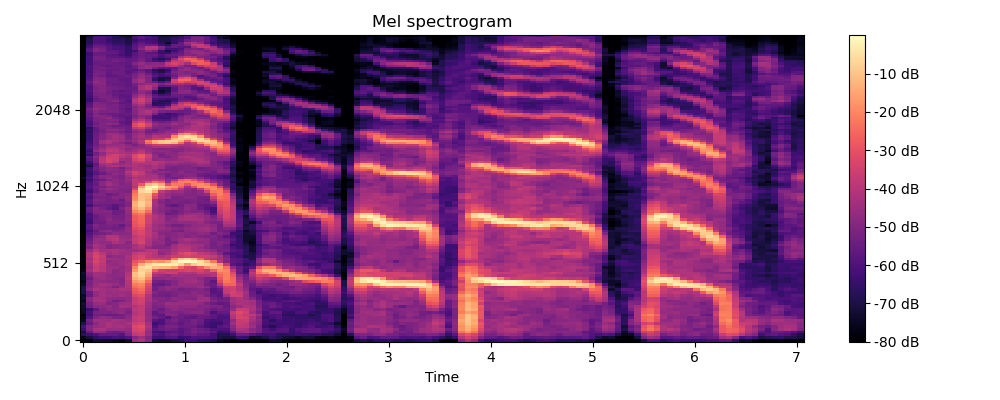 Mel spectrogram
Hz
2048
1024
512
0
0 1 2 3 4 5 6 7
Time
-10 dB
-20 dB
-30 dB
-40 dB
-50 dB
-60 dB
-70 dB
-80 dB